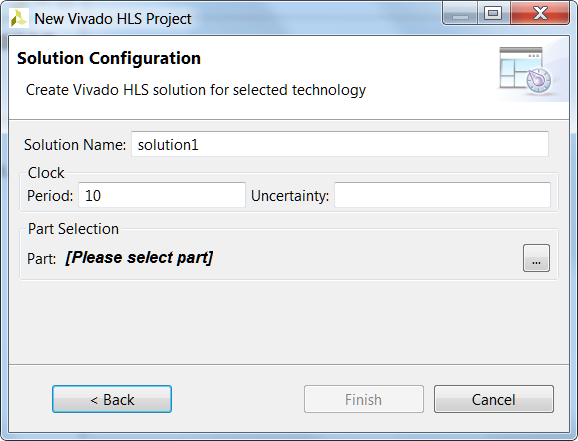 New Vivado HLS Project
Solution Configuration
Create Vivado HLS solution for selected technology
Solution Name: solution1
Clock
Period: 10 Uncertainty:
Part Selection
Part: [Please select part] ...
< Back Finish Cancel